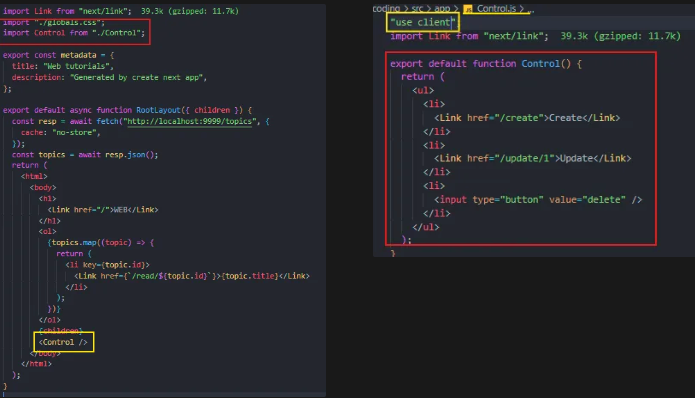 import Link from "next/link";  39.3k (gzipped: 11.7k)
import "./globals.css";
import Control from "./Control";
export const metadata = {
  title: "Web tutorials",
  description: "Generated by create next app",
};
export default async function RootLayout({ children }) {
  const resp = await fetch("http://localhost:9999/topics", {
    cache: "no-store",
  });
  const topics = await resp.json();
  return (
    <html>
      <body>
        <h1>
          <Link href="/">WEB</Link>
        </h1>
        <ol>
          {topics.map((topic) => {
            return (
              <li key={topic.id}>
                <Link href={`/read/${topic.id}`}>{topic.title}</Link>
              </li>
            );
          })}
        </ol>
        {children}
        <Control />
      </body>
    </html>
  );
}
coding > src > app > Control.js > ...
"use client";
import Link from "next/link";  39.3k (gzipped: 11.7k)
export default function Control() {
  return (
    <ul>
      <li>
        <Link href="/create">Create</Link>
      </li>
      <li>
        <Link href="/update/1">Update</Link>
      </li>
      <li>
        <input type="button" value="delete" />
      </li>
    </ul>
  );
}